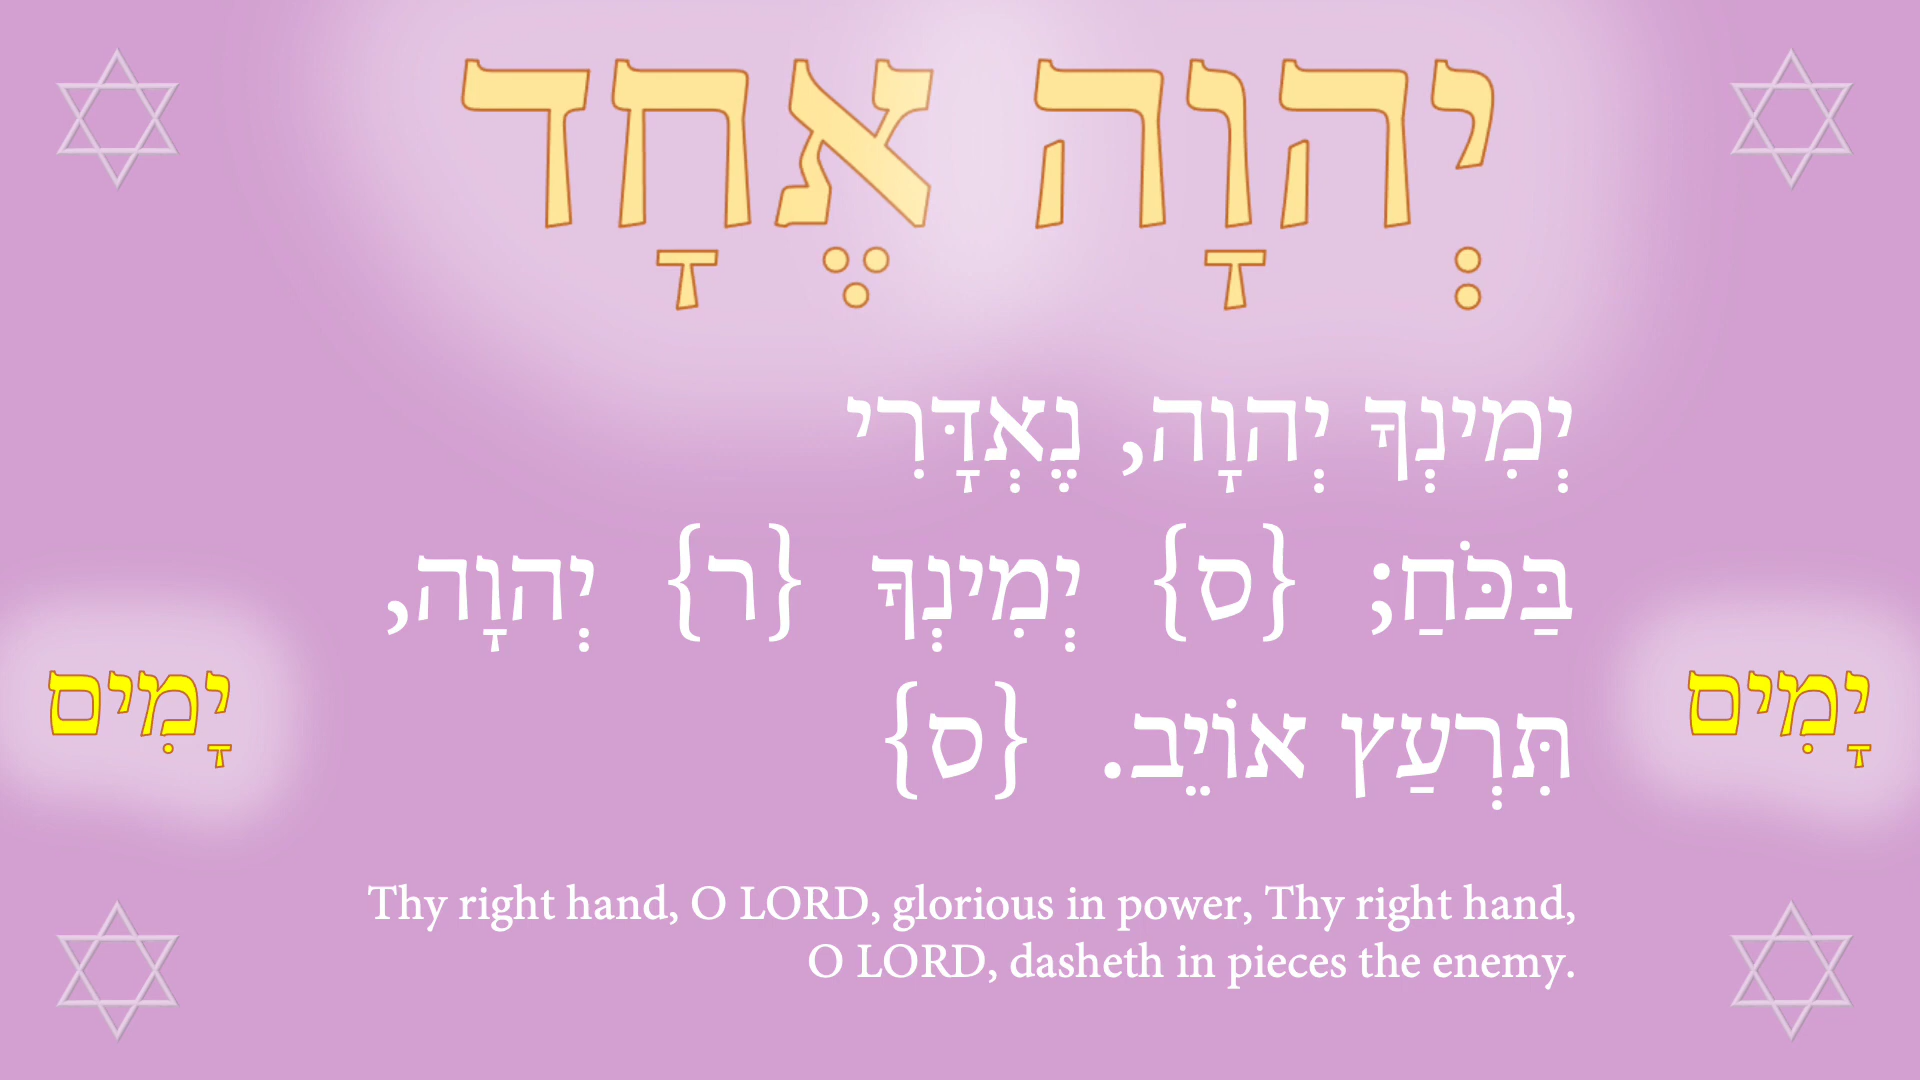 יְהוָה אֶחָד
יְמִינְךָ יְהוָה, נֶאְדָּרִי
בַּכֹּחַ; {ס} יְמִינְךָ {ר} יְהוָה,
תִּרְעַץ אוֹיֵב. {ס}
יָמִים
יָמִים
Thy right hand, O LORD, glorious in power, Thy right hand,
O LORD, dasheth in pieces the enemy.